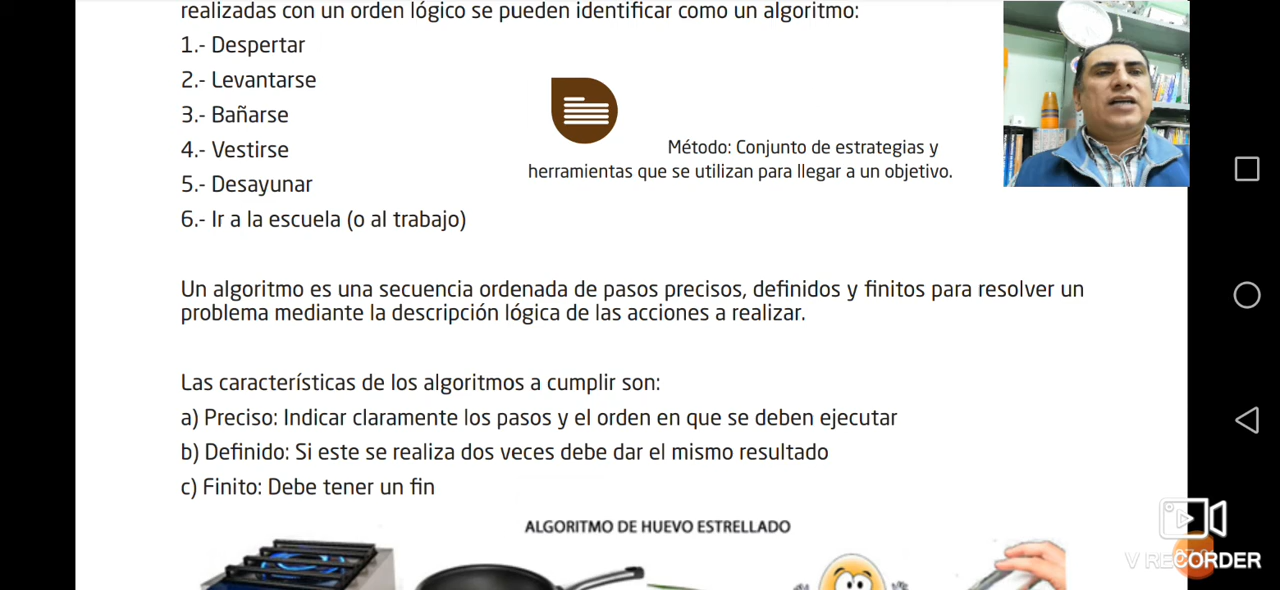 realizadas con un orden lógico se pueden identificar como un algoritmo:
1.- Despertar
2.- Levantarse
3.- Bañarse
4.- Vestirse
5.- Desayunar
6.- Ir a la escuela (o al trabajo)
Método: Conjunto de estrategias y
herramientas que se utilizan para llegar a un objetivo.
Un algoritmo es una secuencia ordenada de pasos precisos, definidos y finitos para resolver un
problema mediante la descripción lógica de las acciones a realizar.
Las características de los algoritmos a cumplir son:
a) Preciso: Indicar claramente los pasos y el orden en que se deben ejecutar
b) Definido: Si este se realiza dos veces debe dar el mismo resultado
c) Finito: Debe tener un fin
ALGORITMO DE HUEVO ESTRELLADO
V RECORDER